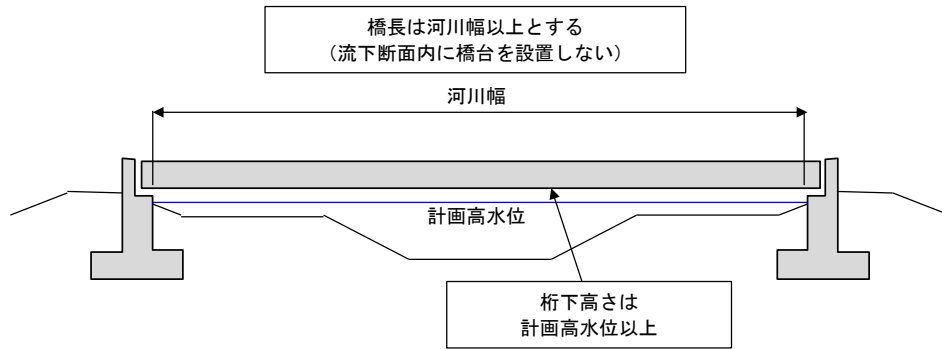 橋長は河川幅以上とする
（流下断面内に橋台を設置しない）
河川幅
計画高水位
桁下高さは
計画高水位以上